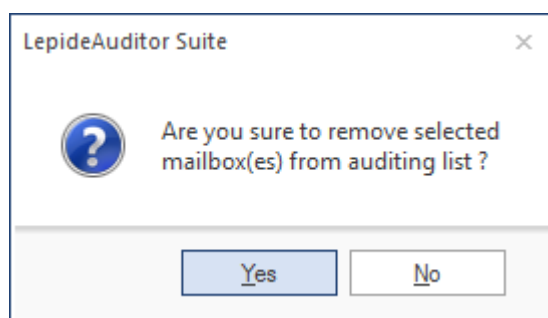 LepideAuditor Suite
Are you sure to remove selected
mailbox(es) from auditing list ?
Yes
No